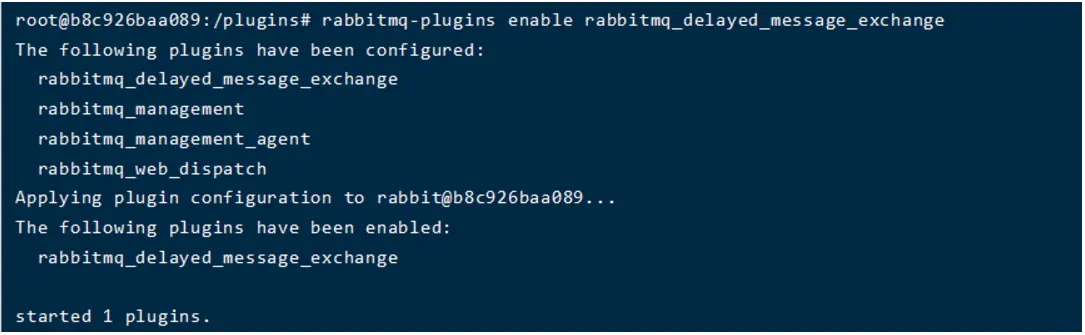 root@b8c926baa089:/plugins# rabbitmq-plugins enable rabbitmq_delayed_message_exchange
The following plugins have been configured:
  rabbitmq_delayed_message_exchange
  rabbitmq_management
  rabbitmq_management_agent
  rabbitmq_web_dispatch
Applying plugin configuration to rabbit@b8c926baa089...
The following plugins have been enabled:
  rabbitmq_delayed_message_exchange
started 1 plugins.